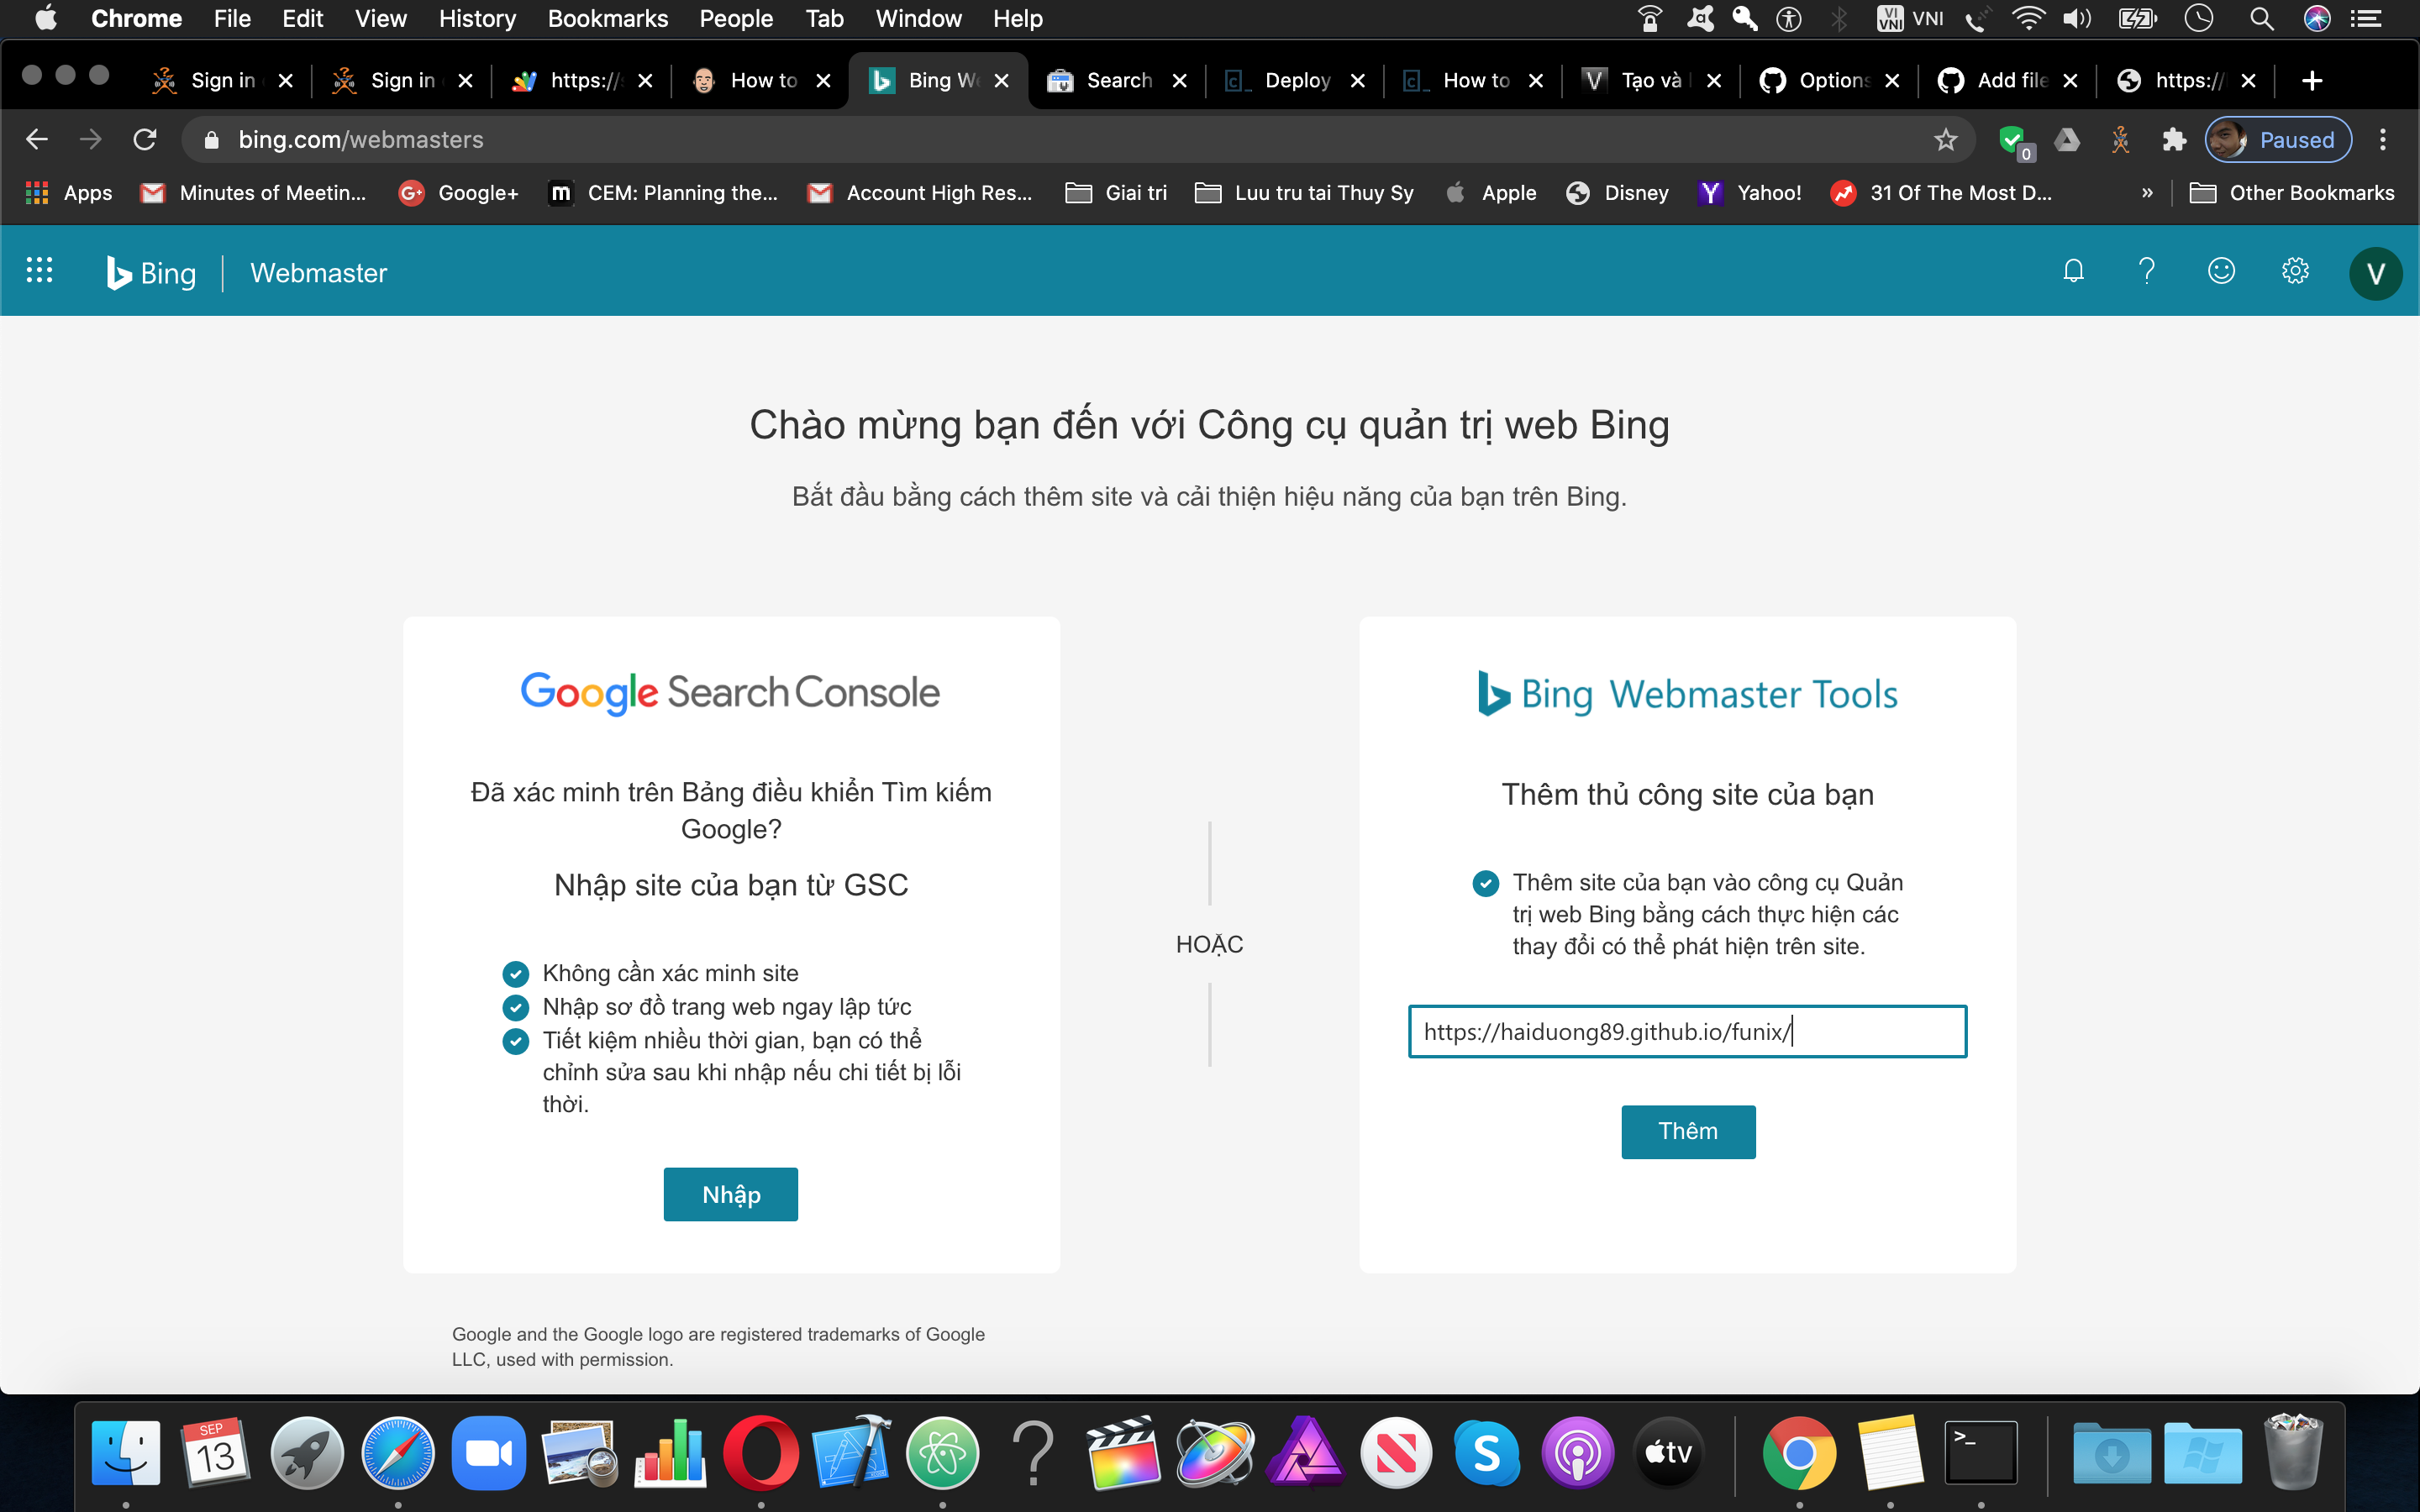 Chrome File Edit View History Bookmarks People Tab Window Help VI VNI VNI
Sign in Sign in https:// How to Bing We Search Deploy How to Tạo và Options Add file https://
bing.com/webmasters 0 Paused
Apps Minutes of Meetin... Google+ CEM: Planning the... Account High Res... Giai tri Luu tru tai Thuy Sy Apple Disney Yahoo! 31 Of The Most D... » Other Bookmarks
Bing Webmaster V
Chào mừng bạn đến với Công cụ quản trị web Bing
Bắt đầu bằng cách thêm site và cải thiện hiệu năng của bạn trên Bing.
Google Search Console
Đã xác minh trên Bảng điều khiển Tìm kiếm
Google?
Nhập site của bạn từ GSC
Không cần xác minh site
Nhập sơ đồ trang web ngay lập tức
Tiết kiệm nhiều thời gian, bạn có thể
chỉnh sửa sau khi nhập nếu chi tiết bị lỗi
thời.
Nhập
HOẶC
Bing Webmaster Tools
Thêm thủ công site của bạn
Thêm site của bạn vào công cụ Quản
trị web Bing bằng cách thực hiện các
thay đổi có thể phát hiện trên site.
https://haiduong89.github.io/funix/
Thêm
Google and the Google logo are registered trademarks of Google
LLC, used with permission.
SEP
13
tv